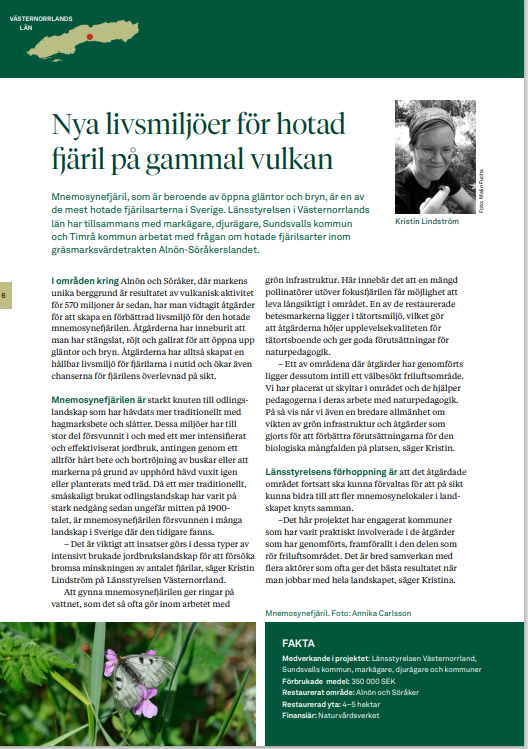 VÄSTERNORRLANDS
LÄN
Nya livsmiljöer för hotad
fjäril på gammal vulkan
Mnemosynefjäril, som är beroende av öppna gläntor och bryn, är en av
de mest hotade fjärilsarterna i Sverige. Länsstyrelsen i Västernorrlands
län har tillsammans med markägare, djurägare, Sundsvalls kommun
och Timrå kommun arbetat med frågan om hotade fjärilsarter inom
gräsmarksvärdetrakten Alnön-Söråkerslandet.
Foto: Malin Fuchs
Kristin Lindström
6
I områden kring Alnön och Söråker, där markens
unika berggrund är resultatet av vulkanisk aktivitet
för 570 miljoner år sedan, har man vidtagit åtgärder
för att skapa en förbättrad livsmiljö för den hotade
mnemosynefjärilen. Åtgärderna har inneburit att
man har stängslat, röjt och gallrat för att öppna upp
gläntor och bryn. Åtgärderna har alltså skapat en
hållbar livsmiljö för fjärilarna i nutid och ökar även
chanserna för fjärilens överlevnad på sikt.
Mnemosynefjärilen är starkt knuten till odlings-
landskap som har hävdats mer traditionellt med
hagmarksbete och slåtter. Dessa miljöer har till
stor del försvunnit i och med ett mer intensifierat
och effektiviserat jordbruk, antingen genom ett
alltför hårt bete och bortröjning av buskar eller att
markerna på grund av upphörd hävd vuxit igen
eller planterats med träd. Då ett mer traditionellt,
småskaligt brukat odlingslandskap har varit på
stark nedgång sedan ungefär mitten på 1900-
talet, är mnemosynefjärilen försvunnen i många
landskap i Sverige där den tidigare fanns.
– Det är viktigt att insatser görs i dessa typer av
intensivt brukade jordbrukslandskap för att försöka
bromsa minskningen av antalet fjärilar, säger Kristin
Lindström på Länsstyrelsen Västernorrland.
Att gynna mnemosynefjärilen ger ringar på
vattnet, som det så ofta gör inom arbetet med
grön infrastruktur. Här innebär det att en mängd
pollinatörer utöver fokusfjärilen får möjlighet att
leva långsiktigt i området. En av de restaurerade
betesmarkerna ligger i tätortsmiljö, vilket gör
att åtgärderna höjer upplevelsekvaliteten för
tätortsboende och ger goda förutsättningar för
naturpedagogik.
– Ett av områdena där åtgärder har genomförts
ligger dessutom intill ett välbesökt friluftsområde.
Vi har placerat ut skyltar i området och de hjälper
pedagogerna i deras arbete med naturpedagogik.
På så vis når vi även en bredare allmänhet om
vikten av grön infrastruktur och åtgärder som
gjorts för att förbättra förutsättningarna för den
biologiska mångfalden på platsen, säger Kristin.
Länsstyrelsens förhoppning är att det åtgärdade
området fortsatt ska kunna förvaltas för att på sikt
kunna bidra till att fler mnemosynelokaler i land-
skapet knyts samman.
–Det här projektet har engagerat kommuner
som har varit praktiskt involverade i de åtgärder
som har genomförts, framförallt i den delen som
rör friluftsområdet. Det är bred samverkan med
flera aktörer som ofta ger det bästa resultatet när
man jobbar med hela landskapet, säger Kristina.
Mnemosynefjäril. Foto: Annika Carlsson
FAKTA
Medverkande i projektet: Länsstyrelsen Västernorrland,
Sundsvalls kommun, markägare, djurägare och kommuner
Förbrukade medel: 350 000 SEK
Restaurerat område: Alnön och Söråker
Restaurerad yta: 4–5 hektar
Finansiär: Naturvårdsverket